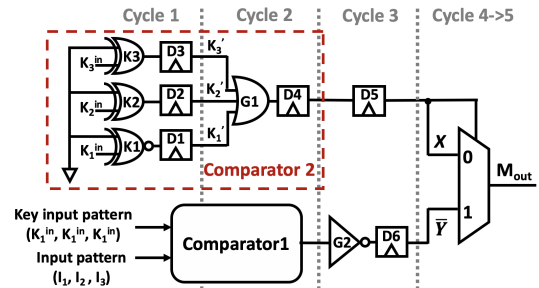 Cycle 1 Cycle 2 Cycle 3 Cycle 4->5
K3 D3 K3′
K3in
K2 D2 K2′ G1 D4 D5
K2in
K1 D1 K1′
K1in
Comparator 2
X 0
Mout
1
Y̅
Key input pattern
(K1in, K1in, K1in)
Comparator1 G2 D6
Input pattern
(I1, I2 , I3)